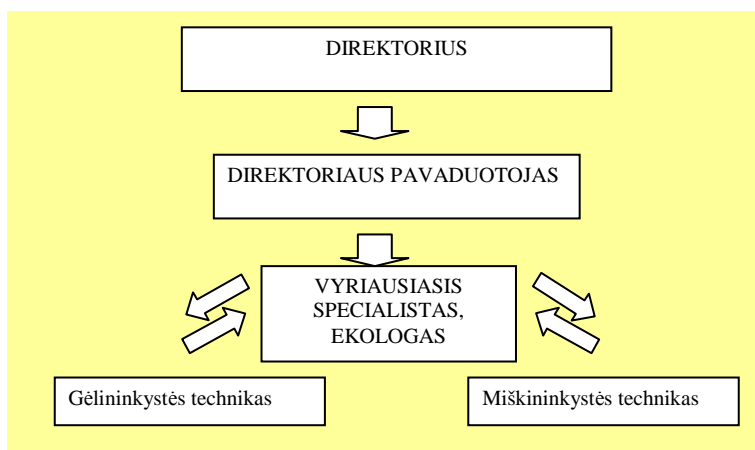 DIREKTORIUS
DIREKTORIAUS PAVADUOTOJAS
VYRIAUSIASIS
SPECIALISTAS,
EKOLOGAS
Gėlininkystės technikas
Miškininkystės technikas